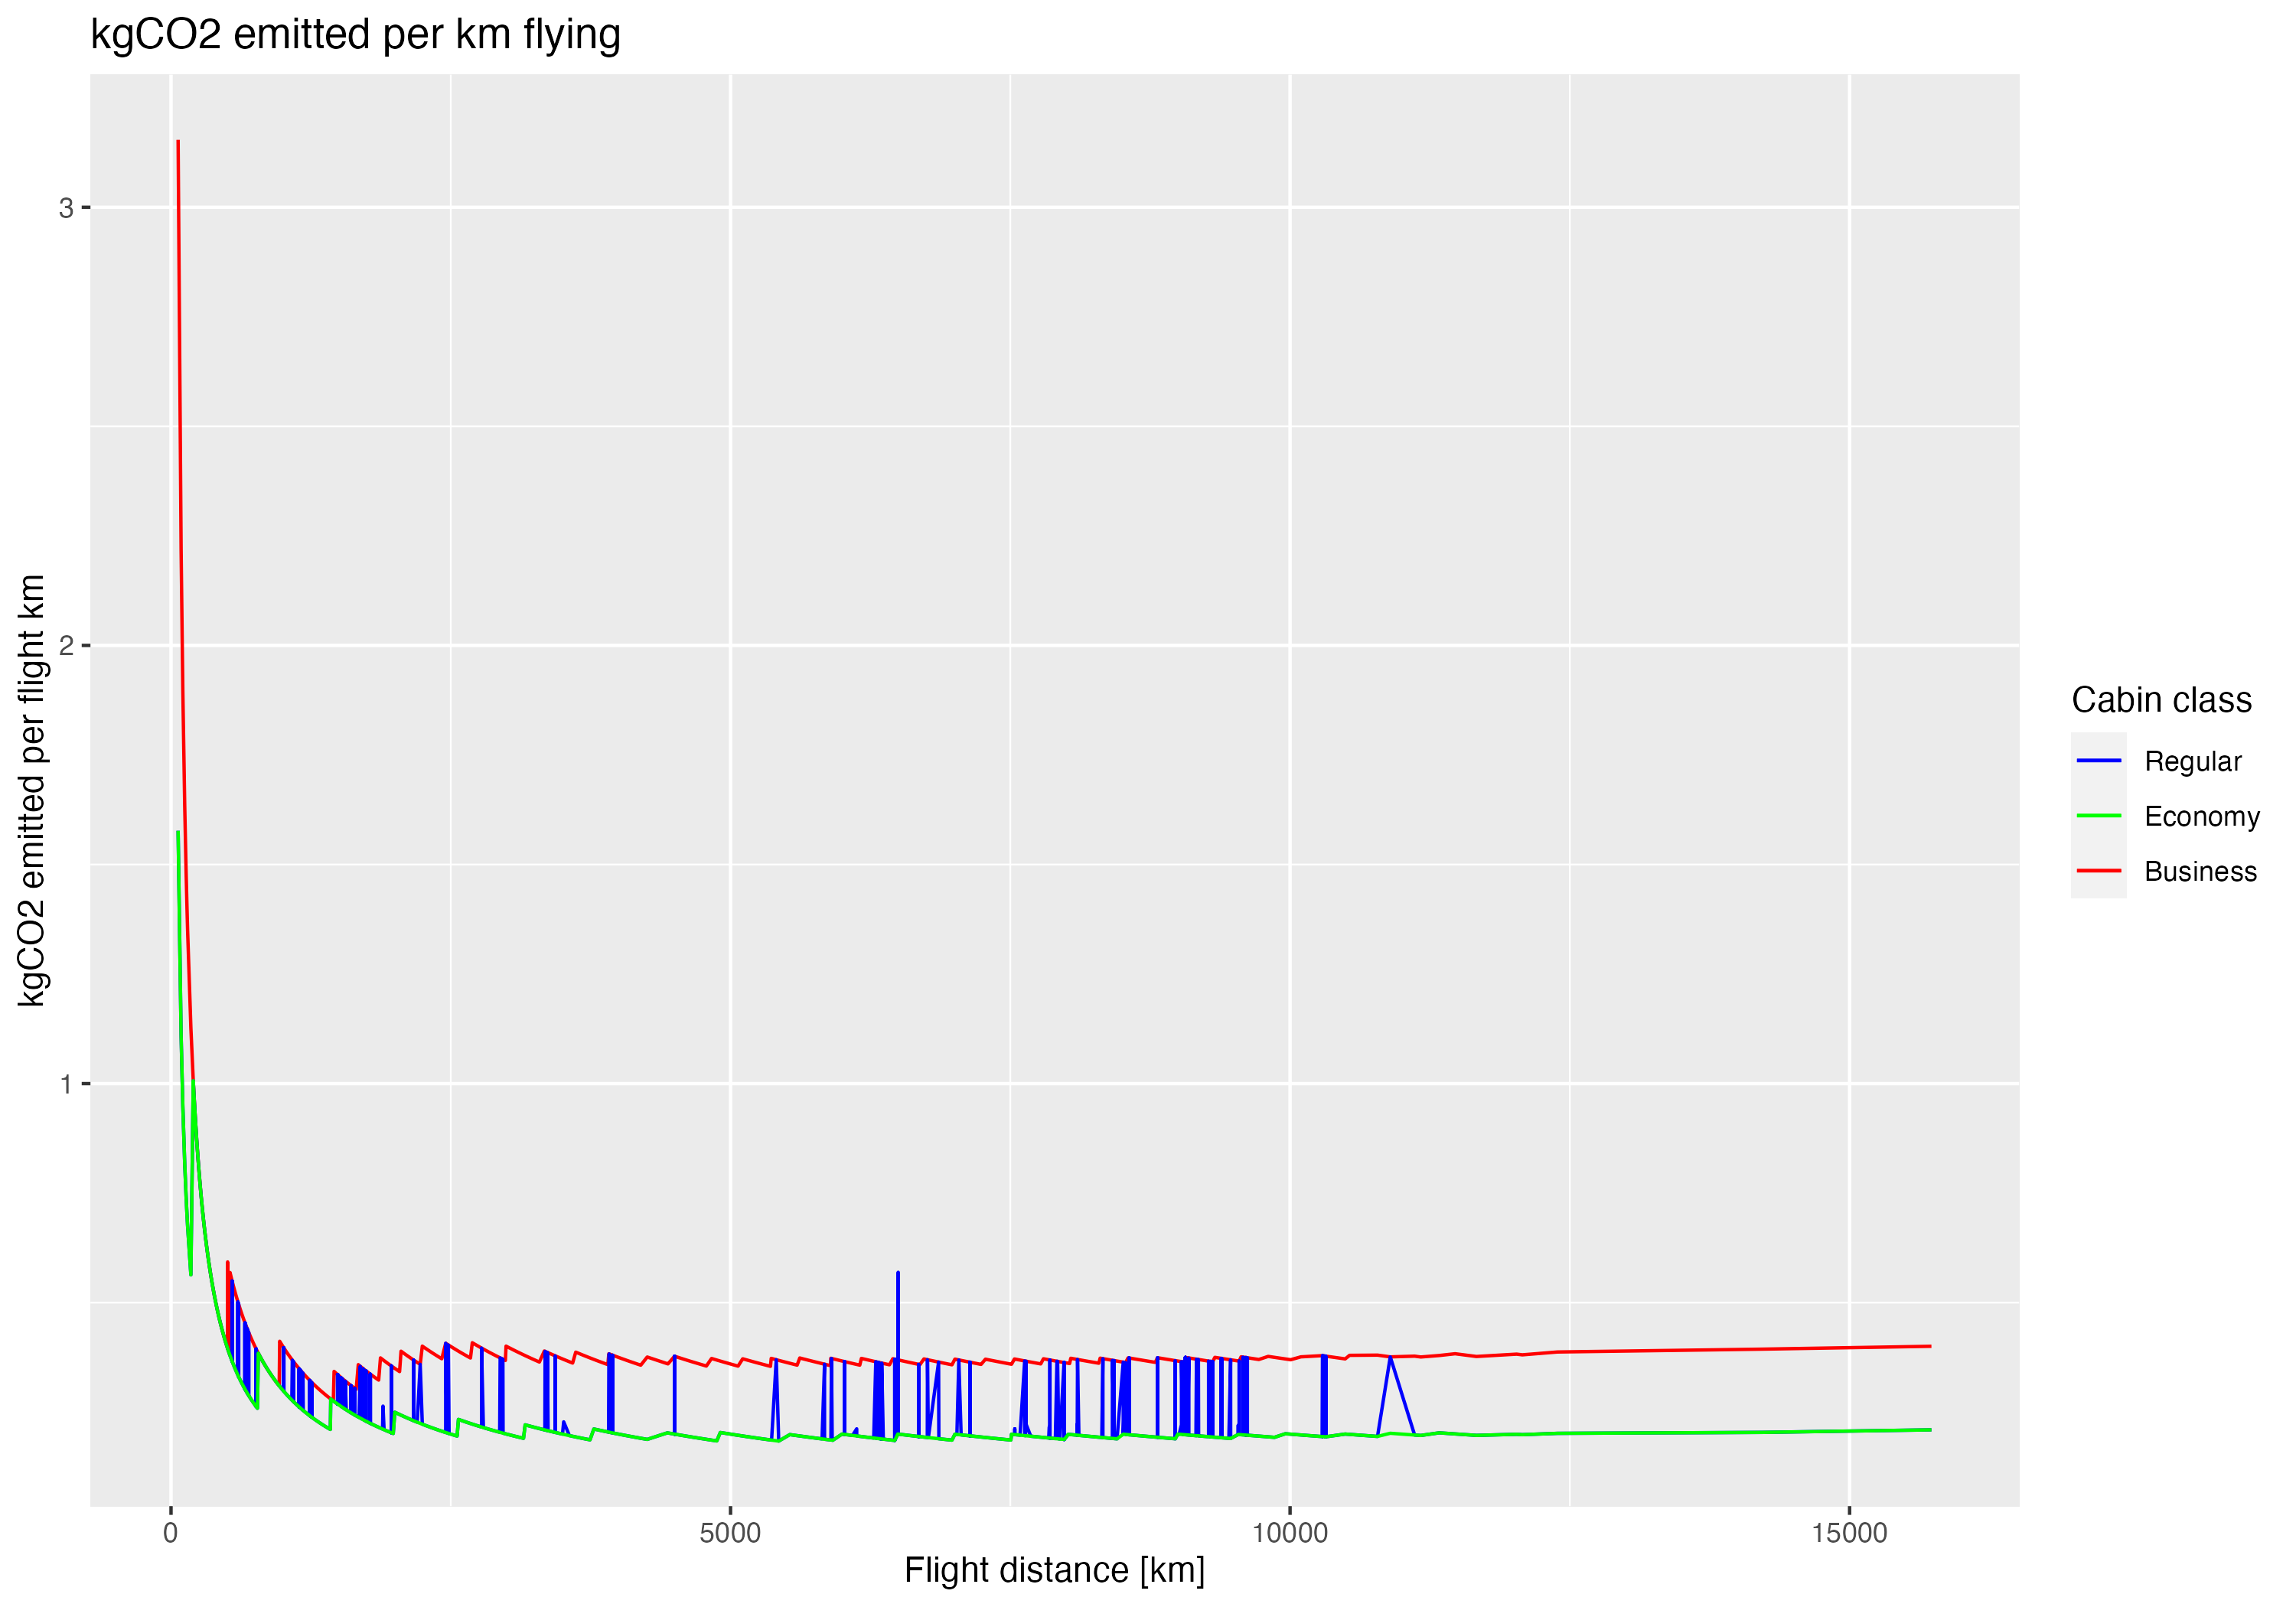 kgCO2 emitted per km flying
kgCO2 emitted per flight km
3
2
1
0
5000
10000
15000
Flight distance [km]
Cabin class
Regular
Economy
Business